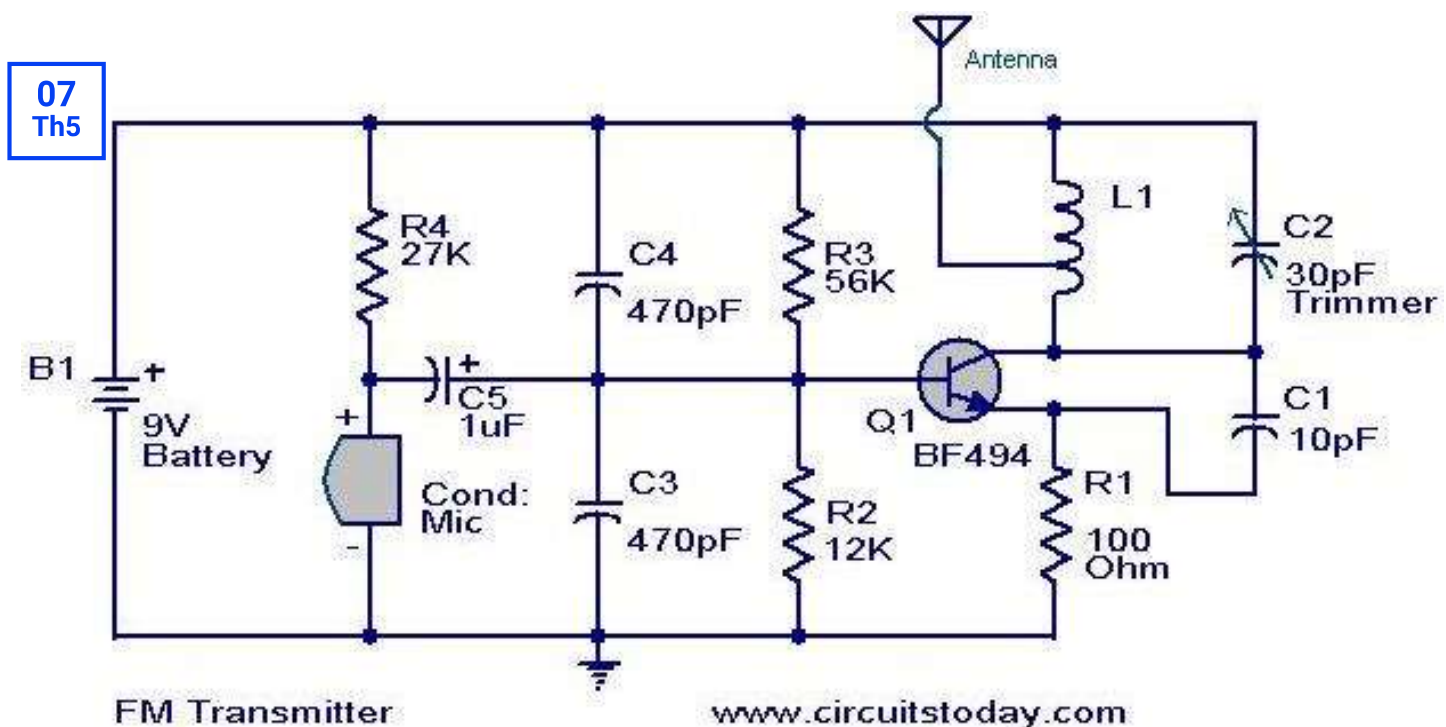 Antenna
07
Th5
L1
R4
27K
C4
470pF
R3
56K
C2
30pF
Trimmer
B1
+
9V
Battery
+
C5
1uF
+
Cond:
Mic
-
Q1
BF494
C1
10pF
C3
470pF
R2
12K
R1
100
Ohm
FM Transmitter
www.circuitstoday.com